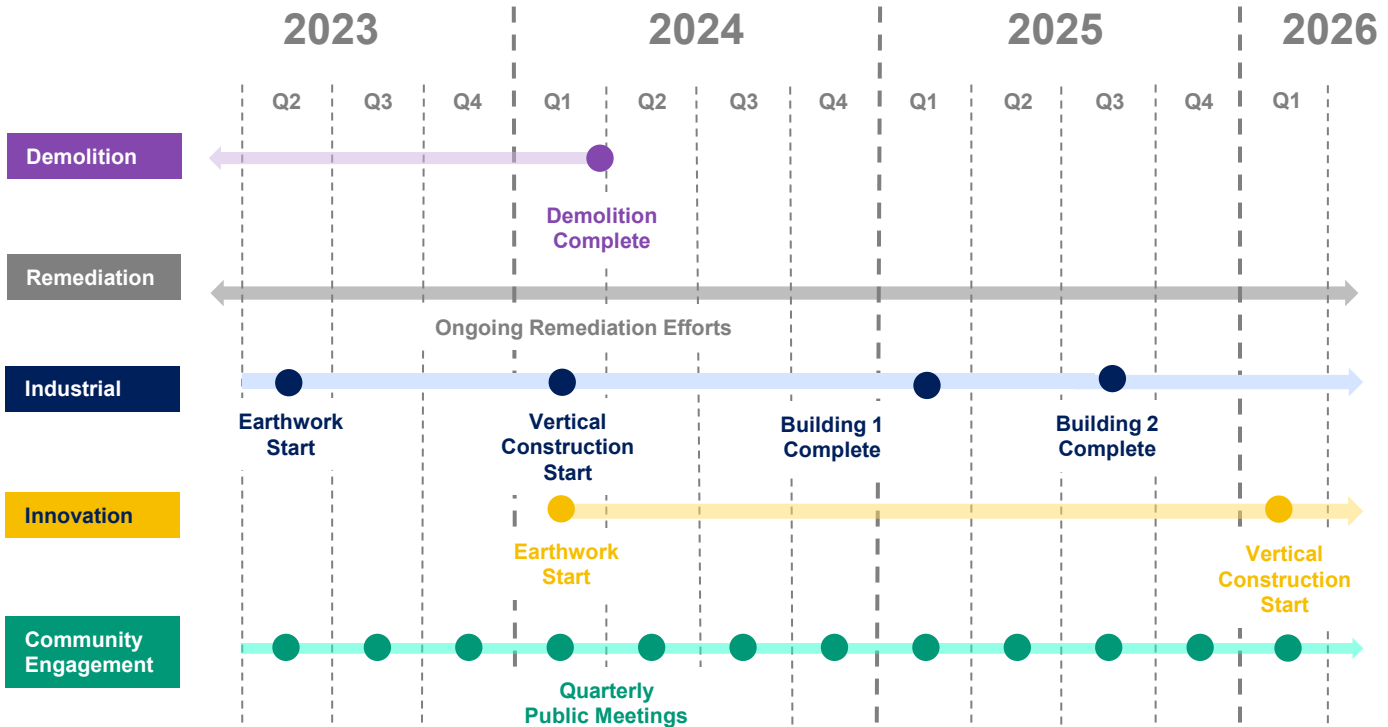 2023
2024
2025
2026
Q2
Q3
Q4
Q1
Q2
Q3
Q4
Q1
Q2
Q3
Q4
Q1
Demolition
Demolition
Complete
Remediation
Ongoing Remediation Efforts
Industrial
Earthwork
Start
Vertical
Construction
Start
Building 1
Complete
Building 2
Complete
Innovation
Earthwork
Start
Vertical
Construction
Start
Community
Engagement
Quarterly
Public Meetings